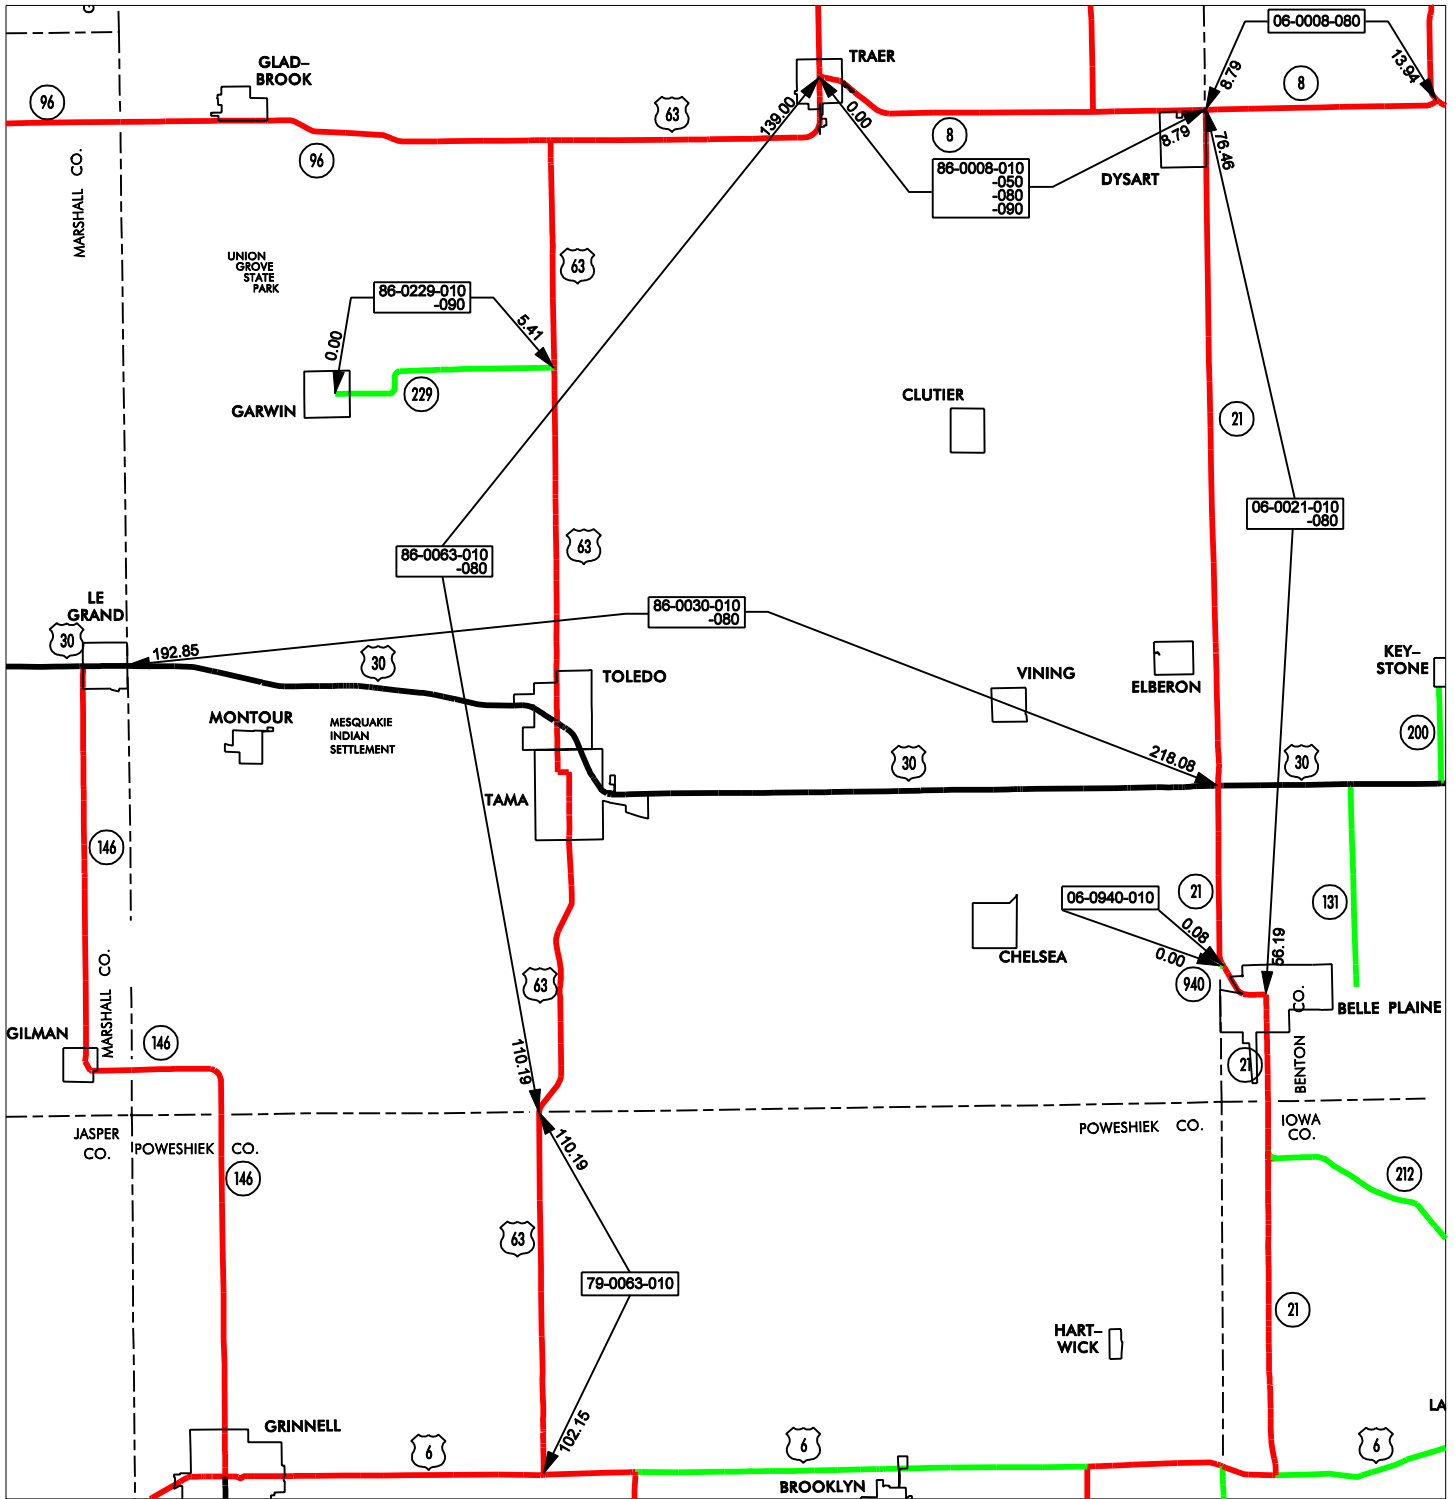 06-0008-080
TRAER
GLAD-
BROOK
96
63
8.79
13.94
8
139.00
0.00
8
8.79
76.46
96
86-0008-010
-050
-080
-090
DYSART
MARSHALL CO.
UNION
GROVE
STATE
PARK
63
86-0229-010
-090
0.00
5.41
229
GARWIN
CLUTIER
21
06-0021-010
-080
63
86-0063-010
-080
86-0030-010
-080
LE
GRAND
30
192.85
30
TOLEDO
VINING
ELBERON
KEY-
STONE
MONTOUR
MESQUAKIE
INDIAN
SETTLEMENT
200
30
218.08
30
TAMA
146
21
06-0940-010
131
0.08
0.00
56.19
CHELSEA
940
63
MARSHALL CO.
GILMAN
146
BELLE PLAINE
BENTON CO.
21
110.19
JASPER
CO.
POWESHIEK CO.
POWESHIEK CO.
IOWA
CO.
110.19
146
212
63
79-0063-010
21
HART-
WICK
LA
GRINNELL
102.15
6
6
6
BROOKLYN